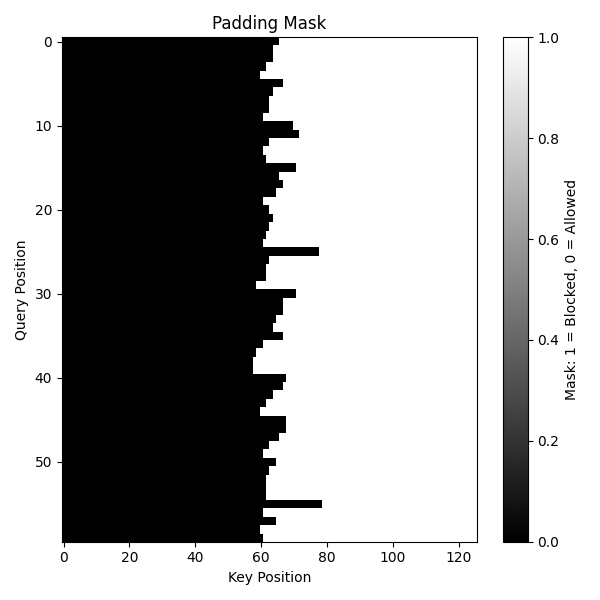 Padding Mask
0
10
20
30
40
50
Query Position
0 20 40 60 80 100 120
Key Position
1.0
0.8
0.6
0.4
0.2
0.0
Mask: 1 = Blocked, 0 = Allowed